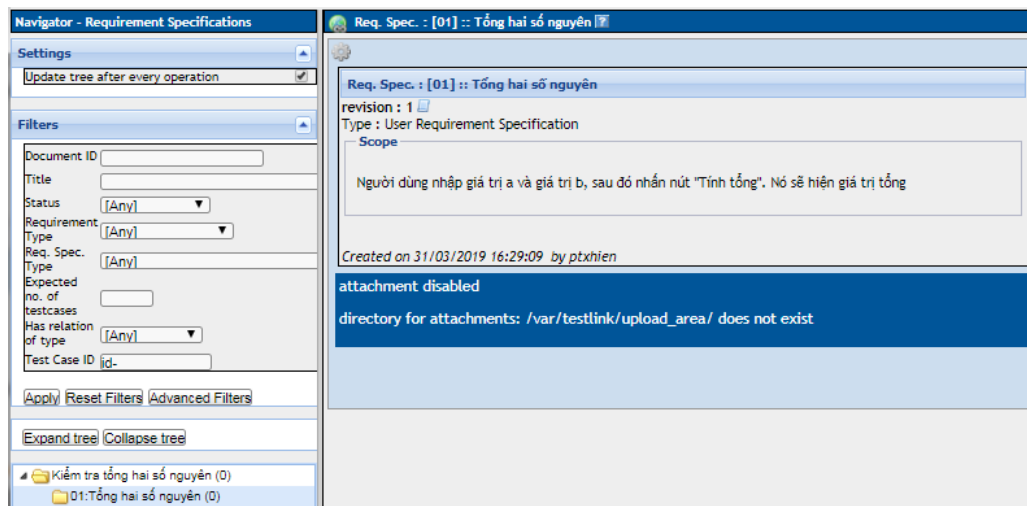 Navigator - Requirement Specifications
Settings
Update tree after every operation
Filters
Document ID
Title
Status
[Any]
Requirement
Type
[Any]
Req. Spec.
Type
[Any]
Expected
no. of
testcases
Has relation
of type
[Any]
Test Case ID
id-
Apply Reset Filters Advanced Filters
Expand tree Collapse tree
Kiểm tra tổng hai số nguyên (0)
01:Tổng hai số nguyên (0)
Req. Spec. : [01] :: Tổng hai số nguyên ?
Req. Spec. : [01] :: Tổng hai số nguyên
revision : 1
Type : User Requirement Specification
Scope
Người dùng nhập giá trị a và giá trị b, sau đó nhấn nút "Tính tổng". Nó sẽ hiện giá trị tổng
Created on 31/03/2019 16:29:09 by ptxhien
attachment disabled
directory for attachments: /var/testlink/upload_area/ does not exist